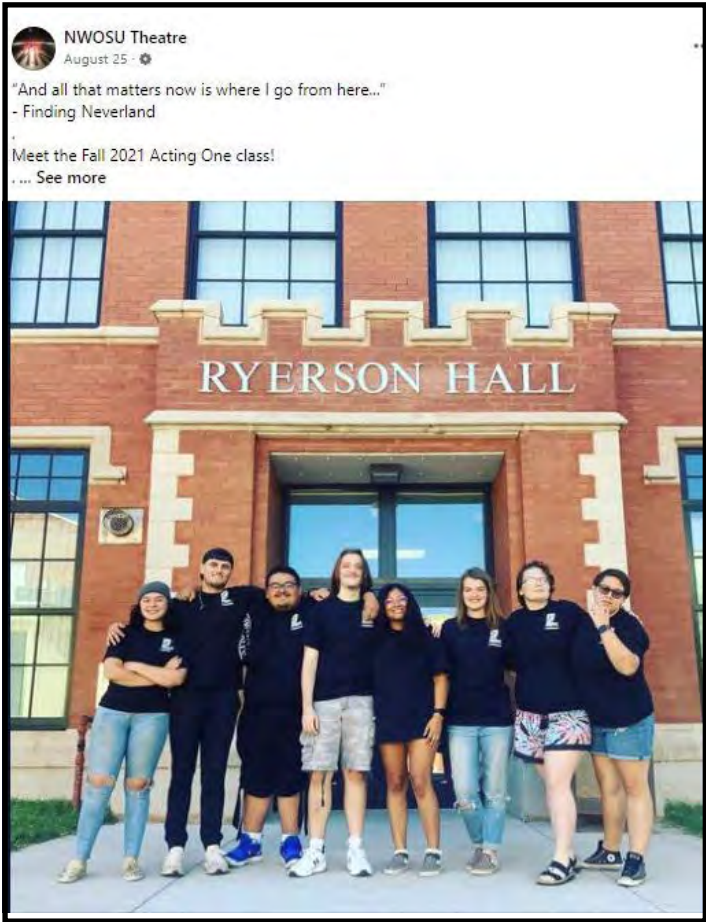 NWOSU Theatre
August 25 ·
"And all that matters now is where I go from here..."
- Finding Neverland
.
Meet the Fall 2021 Acting One class!
. ... See more
RYERSON HALL